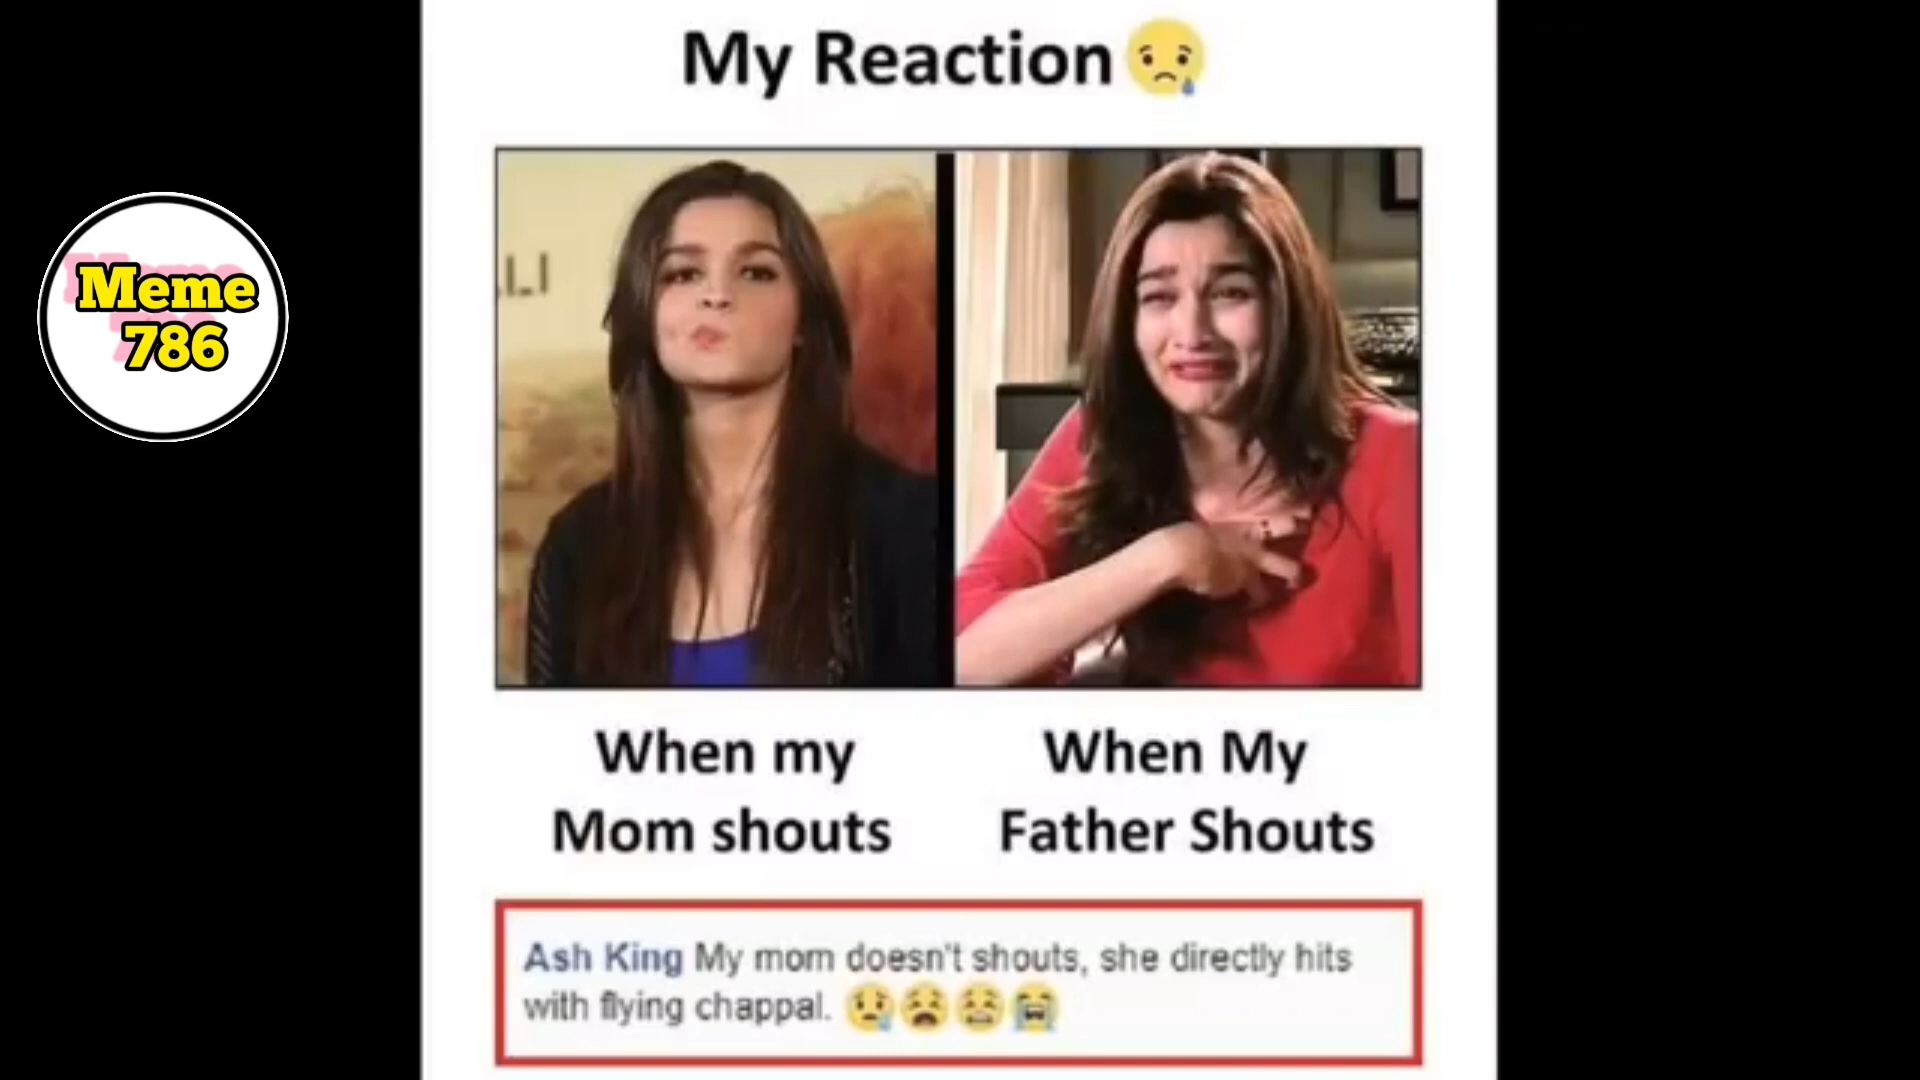 My Reaction😢
Meme
786
LI
When my
Mom shouts
When My
Father Shouts
Ash King My mom doesn't shouts, she directly hits
with flying chappal. 😢😩😫😭